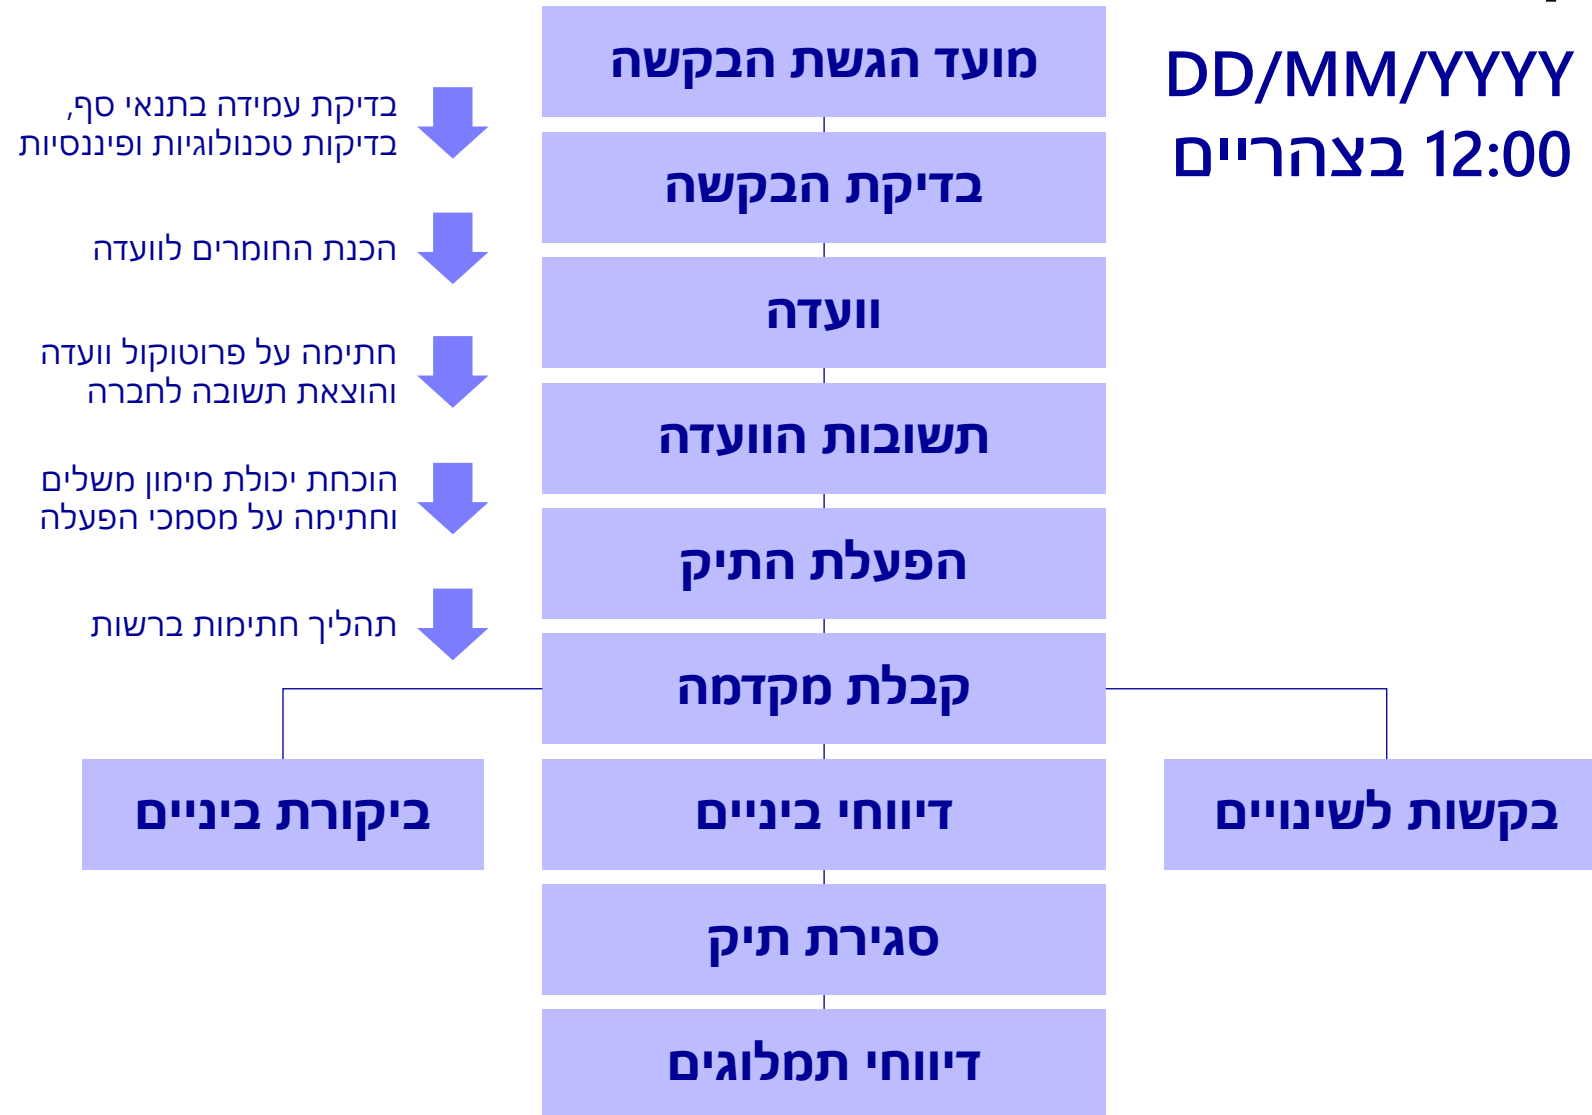 DD/MM/YYYY
12:00 בצהריים
מועד הגשת הבקשה
בדיקת עמידה בתנאי סף,
בדיקות טכנולוגיות ופיננסיות
בדיקת הבקשה
הכנת החומרים לוועדה
וועדה
חתימה על פרוטוקול וועדה
והוצאת תשובה לחברה
תשובות הוועדה
הוכחת יכולת מימון משלים
וחתימה על מסמכי הפעלה
הפעלת התיק
תהליך חתימות ברשות
קבלת מקדמה
בקשות לשינויים
דיווחי ביניים
ביקורת ביניים
סגירת תיק
דיווחי תמלוגים